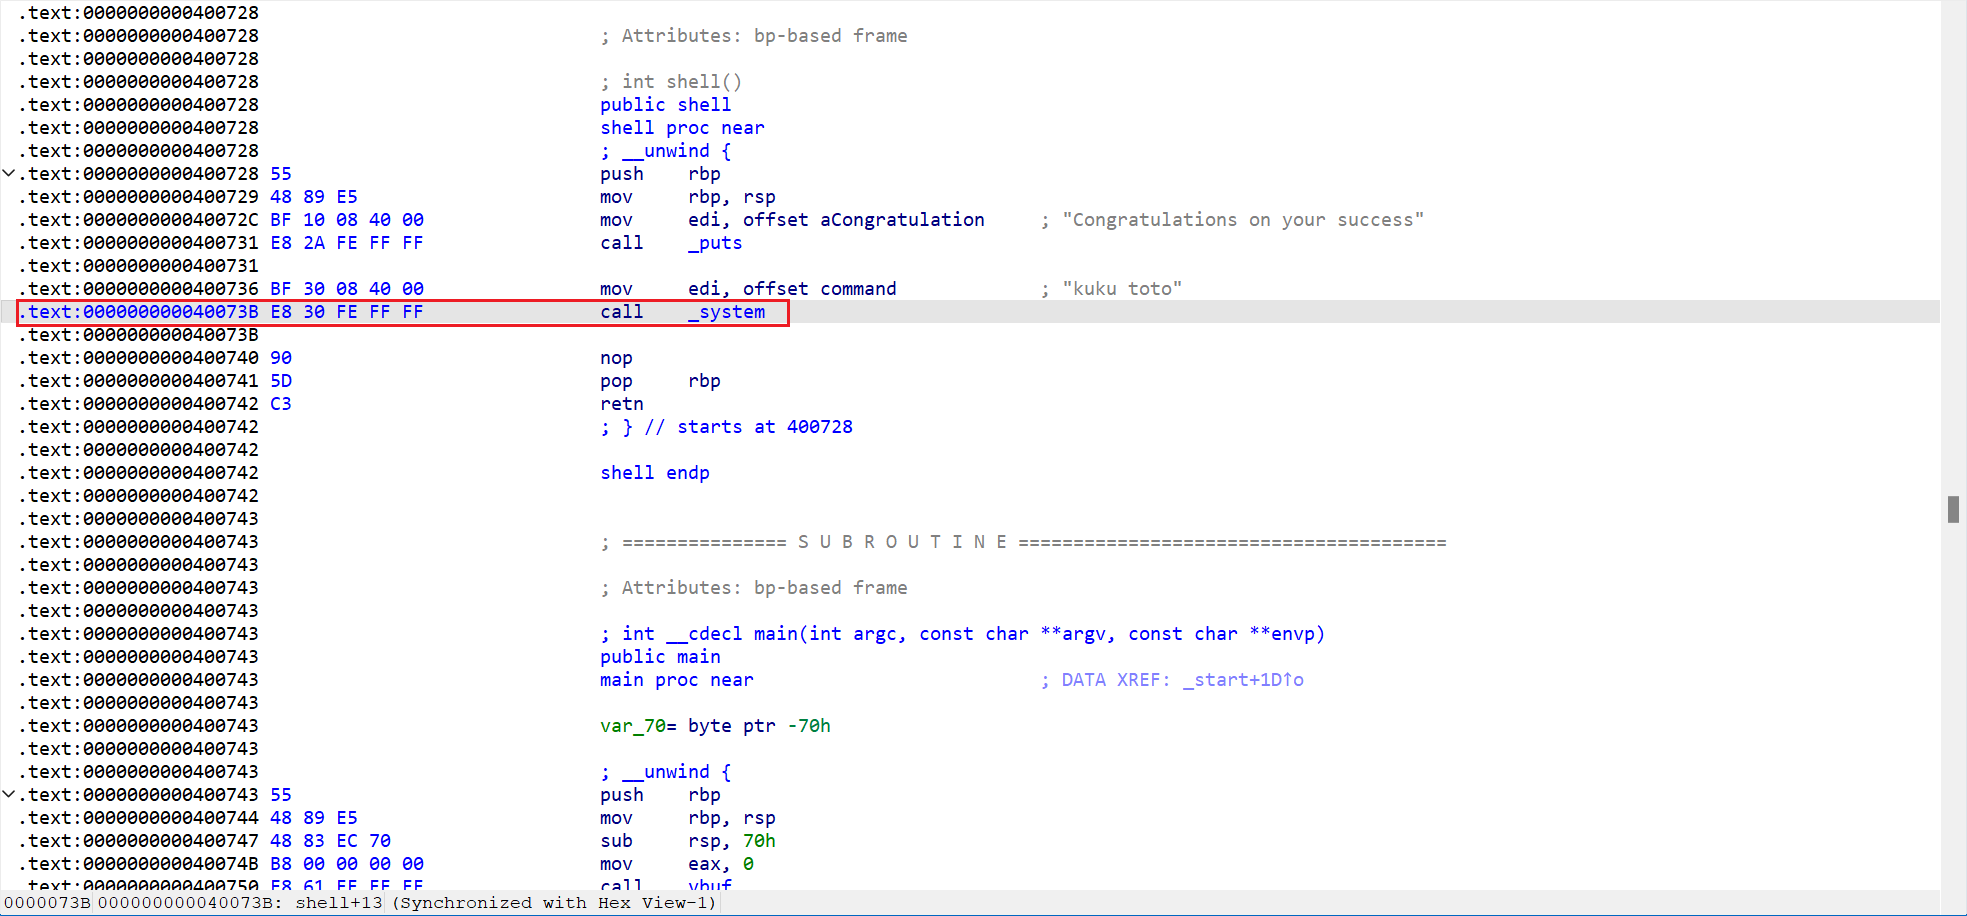 .text:0000000000400728
.text:0000000000400728 ; Attributes: bp-based frame
.text:0000000000400728
.text:0000000000400728 ; int shell()
.text:0000000000400728 public shell
.text:0000000000400728 shell proc near
.text:0000000000400728 ; __unwind {
.text:0000000000400728 55 push rbp
.text:0000000000400729 48 89 E5 mov rbp, rsp
.text:000000000040072C BF 10 08 40 00 mov edi, offset aCongratulation ; "Congratulations on your success"
.text:0000000000400731 E8 2A FE FF FF call _puts
.text:0000000000400731
.text:0000000000400736 BF 30 08 40 00 mov edi, offset command ; "kuku toto"
.text:000000000040073B E8 30 FE FF FF call _system
.text:000000000040073B
.text:0000000000400740 90 nop
.text:0000000000400741 5D pop rbp
.text:0000000000400742 C3 retn
.text:0000000000400742 ; } // starts at 400728
.text:0000000000400742
.text:0000000000400742 shell endp
.text:0000000000400742
.text:0000000000400743
.text:0000000000400743 ; =============== S U B R O U T I N E =======================================
.text:0000000000400743
.text:0000000000400743 ; Attributes: bp-based frame
.text:0000000000400743
.text:0000000000400743 ; int __cdecl main(int argc, const char **argv, const char **envp)
.text:0000000000400743 public main
.text:0000000000400743 main proc near ; DATA XREF: _start+1D↑o
.text:0000000000400743
.text:0000000000400743 var_70= byte ptr -70h
.text:0000000000400743
.text:0000000000400743 ; __unwind {
.text:0000000000400743 55 push rbp
.text:0000000000400744 48 89 E5 mov rbp, rsp
.text:0000000000400747 48 83 EC 70 sub rsp, 70h
.text:000000000040074B B8 00 00 00 00 mov eax, 0
.text:0000000000400750 E8 61 FF FF FF call vbuf
0000073B 000000000040073B: shell+13 (Synchronized with Hex View-1)